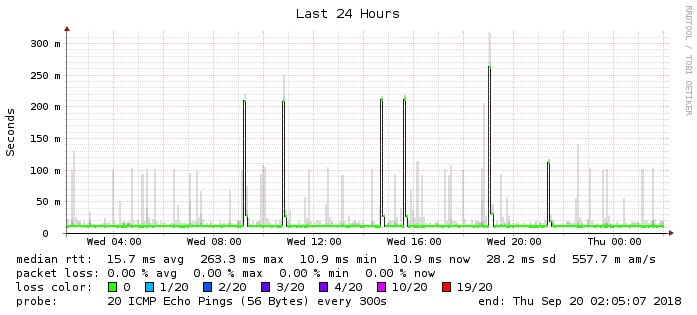 Last 24 Hours
RRDTOOL / TOBI OETIKER
Seconds
300 m
250 m
200 m
150 m
100 m
50 m
0
Wed 04:00 Wed 08:00 Wed 12:00 Wed 16:00 Wed 20:00 Thu 00:00
median rtt: 15.7 ms avg 263.3 ms max 10.9 ms min 10.9 ms now 28.2 ms sd 557.7 m am/s
packet loss: 0.00 % avg 0.00 % max 0.00 % min 0.00 % now
loss color: 0 1/20 2/20 3/20 4/20 10/20 19/20
probe: 20 ICMP Echo Pings (56 Bytes) every 300s end: Thu Sep 20 02:05:07 2018